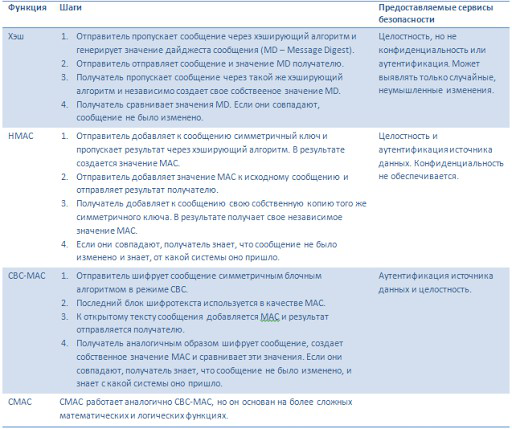 Функция Шаги Предоставляемые сервисы
безопасности
Хэш
1. Отправитель пропускает сообщение через хэширующий алгоритм и
генерирует значение дайджеста сообщения (MD – Message Digest).
2. Отправитель отправляет сообщение и значение MD получателю.
3. Получатель пропускает сообщение через такой же хэширующий
алгоритм и независимо создает свое собственое значение MD.
4. Получатель сравнивает значения MD. Если они совпадают,
сообщение не было изменено.
Целостность, но не
конфиденциальность или
аутентификация. Может
выявлять только случайные,
неумышленные изменения.
HMAC
1. Отправитель добавляет к сообщению симметричный ключ и
пропускает результат через хэширующий алгоритм. В результате
создается значение MAC.
2. Отправитель добавляет значение MAC к исходному сообщению и
отправляет результат получателю.
3. Получатель добавляет к сообщению свою собственную копию того же
симметричного ключа. В результате получает свое независимое
значение MAC.
4. Если они совпадают, получатель знает, что сообщение не было
изменено и знает, от какой системы оно пришло.
Целостность и
аутентификация источника
данных. Конфиденциальность
не обеспечивается.
CBC-MAC
1. Отправитель шифрует сообщение симметричным блочным
алгоритмом в режиме CBC.
2. Последний блок шифротекста используется в качестве MAC.
3. К открытому тексту сообщения добавляется MAC и результат
отправляется получателю.
4. Получатель аналогичным образом шифрует сообщение, создает
собственное значение MAC и сравнивает эти значения. Если они
совпадают, получатель знает, что сообщение не было изменено, и
знает с какой системы оно пришло.
Аутентификация источника
данных и целостность.
CMAC
CMAC работает аналогично CBC-MAC, но он основан на более сложных
математических и логических функциях.